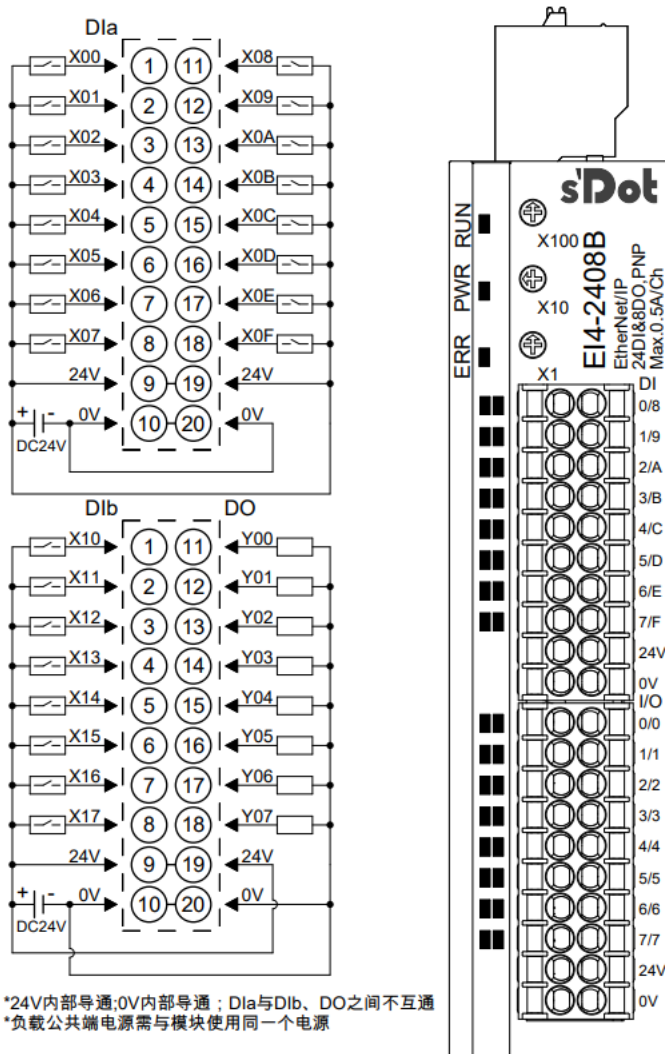 DIa
X00 1 11 X08
X01 2 12 X09
X02 3 13 X0A
X03 4 14 X0B
X04 5 15 X0C
X05 6 16 X0D
X06 7 17 X0E
X07 8 18 X0F
24V 9 19 24V
+ - 0V 10 20 0V
DC24V
DIb DO
X10 1 11 Y00
X11 2 12 Y01
X12 3 13 Y02
X13 4 14 Y03
X14 5 15 Y04
X15 6 16 Y05
X16 7 17 Y06
X17 8 18 Y07
24V 9 19 24V
+ - 0V 10 20 0V
DC24V
*24V内部导通;0V内部导通；DIa与DIb、DO之间不互通
*负载公共端电源需与模块使用同一个电源
s'Dot
RUN
PWR
ERR
X100
X10
X1
EI4-2408B
EtherNet/IP
24DI&8DO,PNP
Max.0.5A/Ch
DI
0/8
1/9
2/A
3/B
4/C
5/D
6/E
7/F
24V
0V
I/O
0/0
1/1
2/2
3/3
4/4
5/5
6/6
7/7
24V
0V